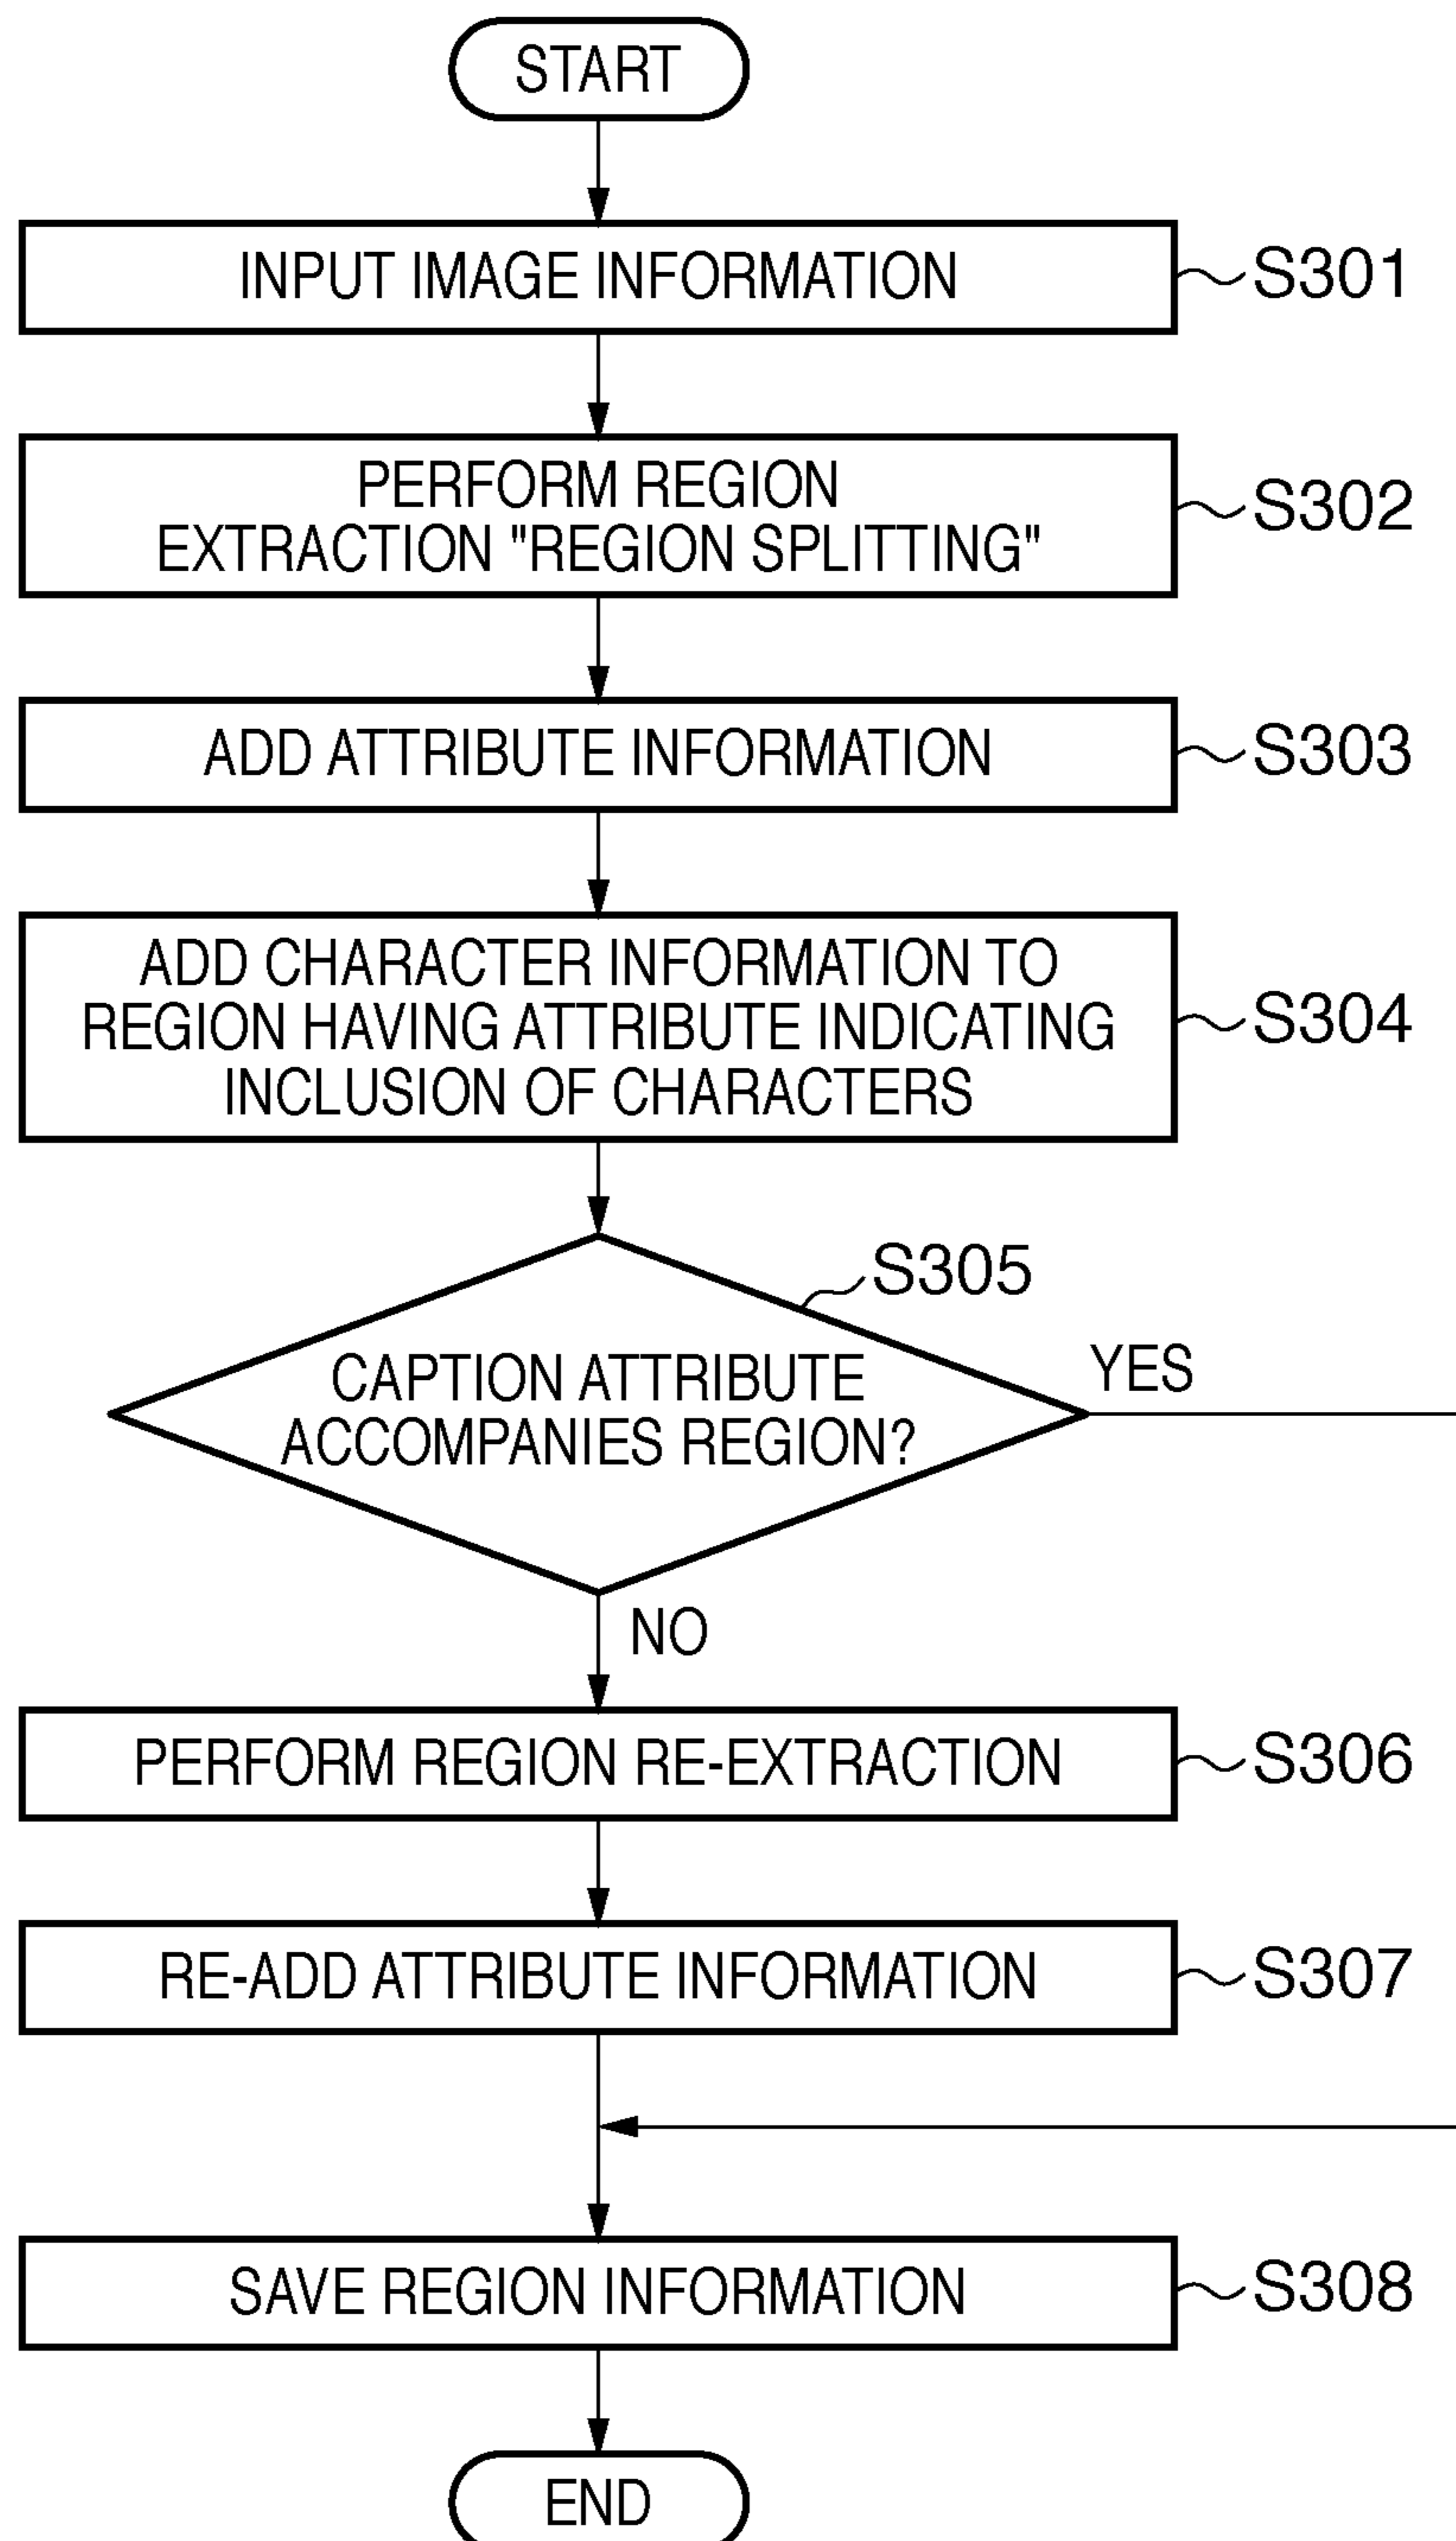 START
INPUT IMAGE INFORMATION
S301
PERFORM REGION
EXTRACTION "REGION SPLITTING"
S302
ADD ATTRIBUTE INFORMATION
S303
ADD CHARACTER INFORMATION TO
REGION HAVING ATTRIBUTE INDICATING
INCLUSION OF CHARACTERS
S304
S305
CAPTION ATTRIBUTE
ACCOMPANIES REGION?
YES
NO
PERFORM REGION RE-EXTRACTION
S306
RE-ADD ATTRIBUTE INFORMATION
S307
SAVE REGION INFORMATION
S308
END